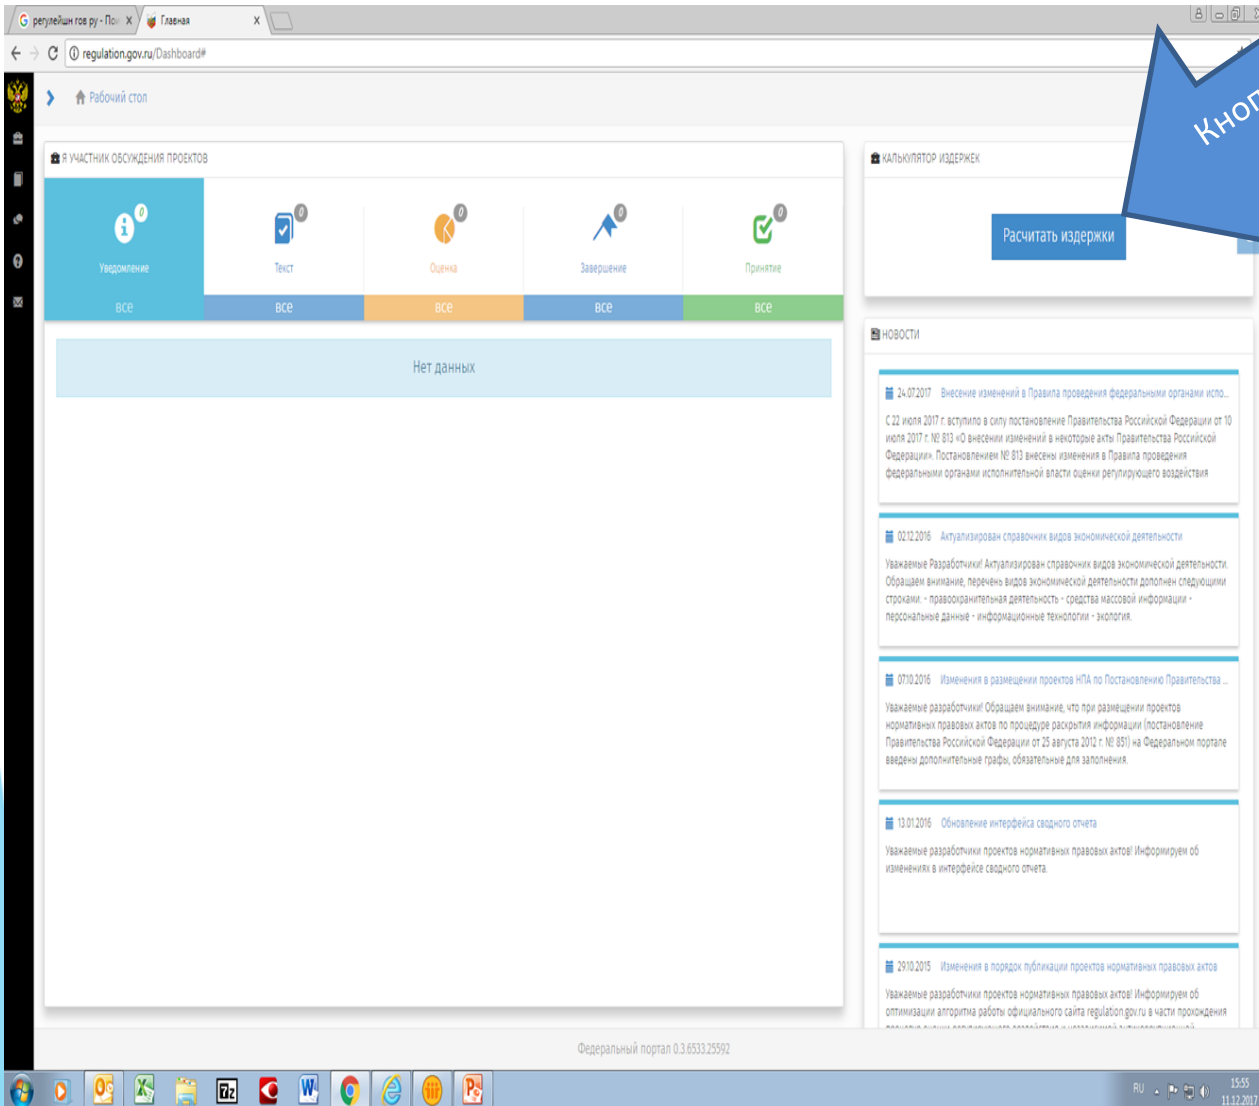 регулейшн гов ру - Пои
Главная
regulation.gov.ru/Dashboard#
Рабочий стол
Я УЧАСТНИК ОБСУЖДЕНИЯ ПРОЕКТОВ
0 0 0 0 0
Уведомление Текст Оценка Завершение Принятие
все все все все все
Нет данных
КАЛЬКУЛЯТОР ИЗДЕРЖЕК
Расчитать издержки
НОВОСТИ
24.07.2017 Внесение изменений в Правила проведения федеральными органами испо...
С 22 июля 2017 г. вступило в силу постановление Правительства Российской Федерации от 10
июля 2017 г. № 813 «О внесении изменений в некоторые акты Правительства Российской
Федерации». Постановлением № 813 внесены изменения в Правила проведения
федеральными органами исполнительной власти оценки регулирующего воздействия
02.12.2016 Актуализирован справочник видов экономической деятельности
Уважаемые Разработчики! Актуализирован справочник видов экономической деятельности.
Обращаем внимание, перечень видов экономической деятельности дополнен следующими
строками. - правоохранительная деятельность - средства массовой информации -
персональные данные - информационные технологии - экология.
07.10.2016 Изменения в размещении проектов НПА по Постановлению Правительства ...
Уважаемые разработчики! Обращаем внимание, что при размещении проектов
нормативных правовых актов по процедуре раскрытия информации (постановление
Правительства Российской Федерации от 25 августа 2012 г. № 851) на Федеральном портале
введены дополнительные графы, обязательные для заполнения.
13.01.2016 Обновление интерфейса сводного отчета
Уважаемые разработчики проектов нормативных правовых актов! Информируем об
изменениях в интерфейсе сводного отчета.
29.10.2015 Изменения в порядок публикации проектов нормативных правовых актов
Уважаемые разработчики проектов нормативных правовых актов! Информируем об
оптимизации алгоритма работы официального сайта regulation.gov.ru в части прохождения
Федеральный портал 0.3.6533.25592
RU
15:55
11.12.2017